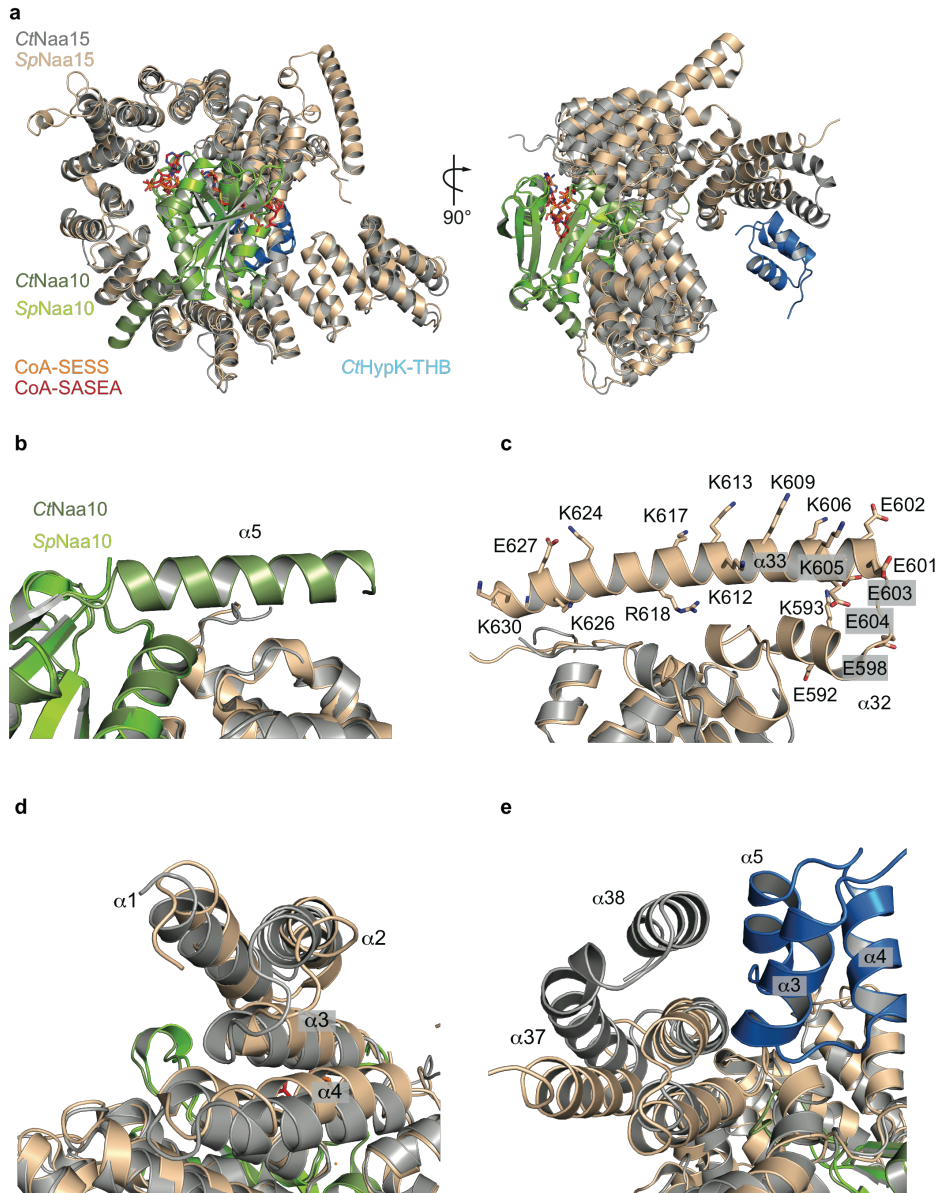 a
CtNaa15
SpNaa15
90°
CtNaa10
SpNaa10
CoA-SESS
CoA-SASEA
CtHypK-THB
b
CtNaa10
SpNaa10
α5
c
K613
K609
K624
K617
K606
E602
E627
α33
K605
E601
E603
K630
K626
R618
K612
K593
E604
E592
E598
α32
d
α1
α2
α3
α4
e
α5
α38
α4
α3
α37